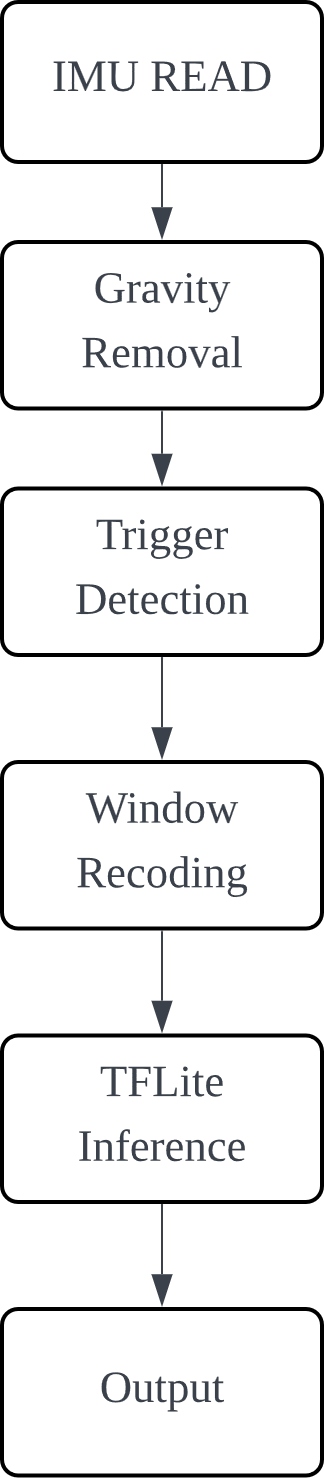 IMU READ
Gravity
Removal
Trigger
Detection
Window
Recoding
TFLite
Inference
Output